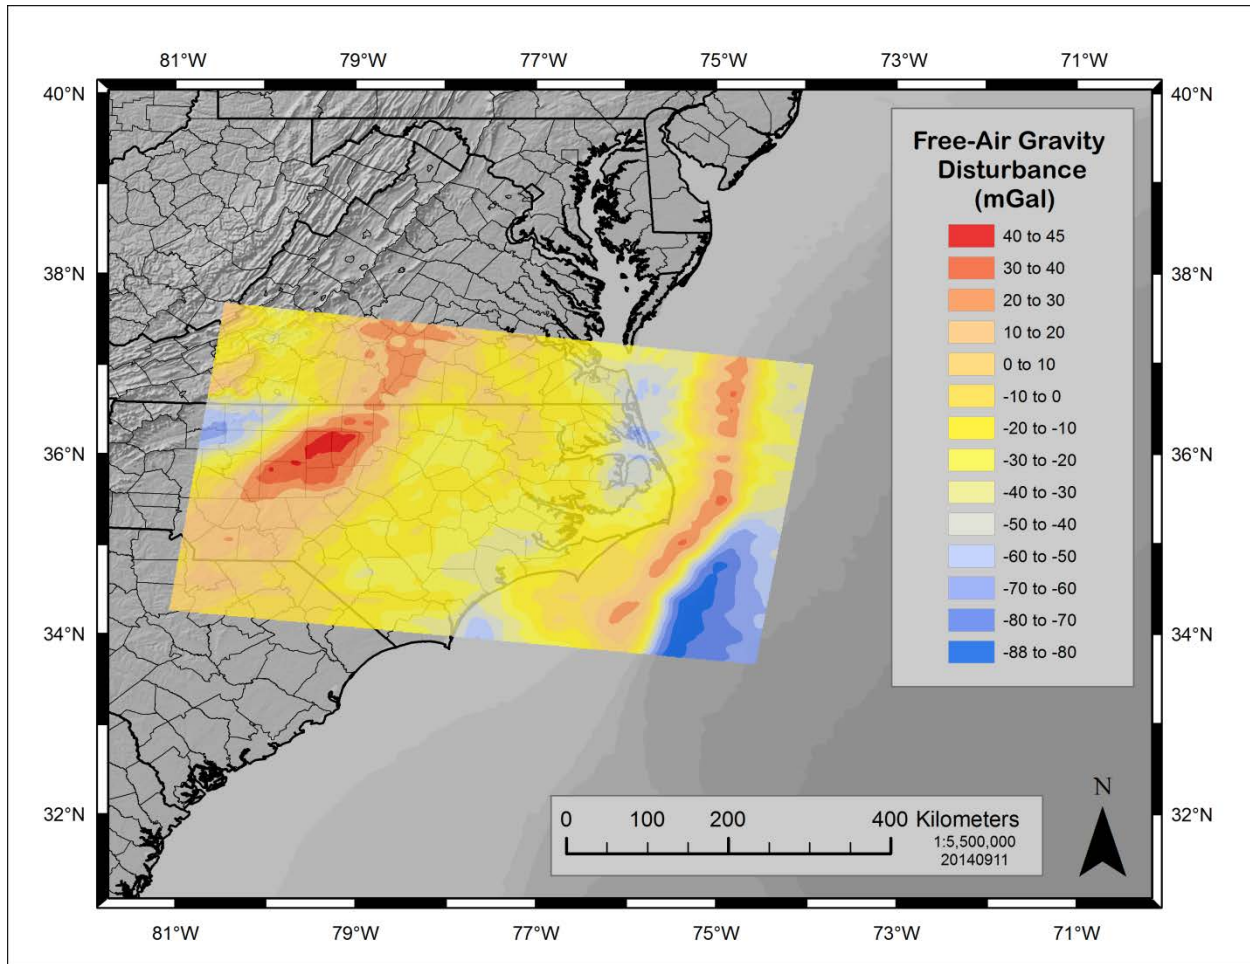 81°W 79°W 77°W 75°W 73°W 71°W
40°N 40°N
Free-Air Gravity
Disturbance
(mGal)
40 to 45
30 to 40
20 to 30
10 to 20
0 to 10
-10 to 0
-20 to -10
-30 to -20
-40 to -30
-50 to -40
-60 to -50
-70 to -60
-80 to -70
-88 to -80
38°N 38°N
36°N 36°N
34°N 34°N
32°N 32°N
N
0 100 200 400 Kilometers
1:5,500,000
20140911
81°W 79°W 77°W 75°W 73°W 71°W